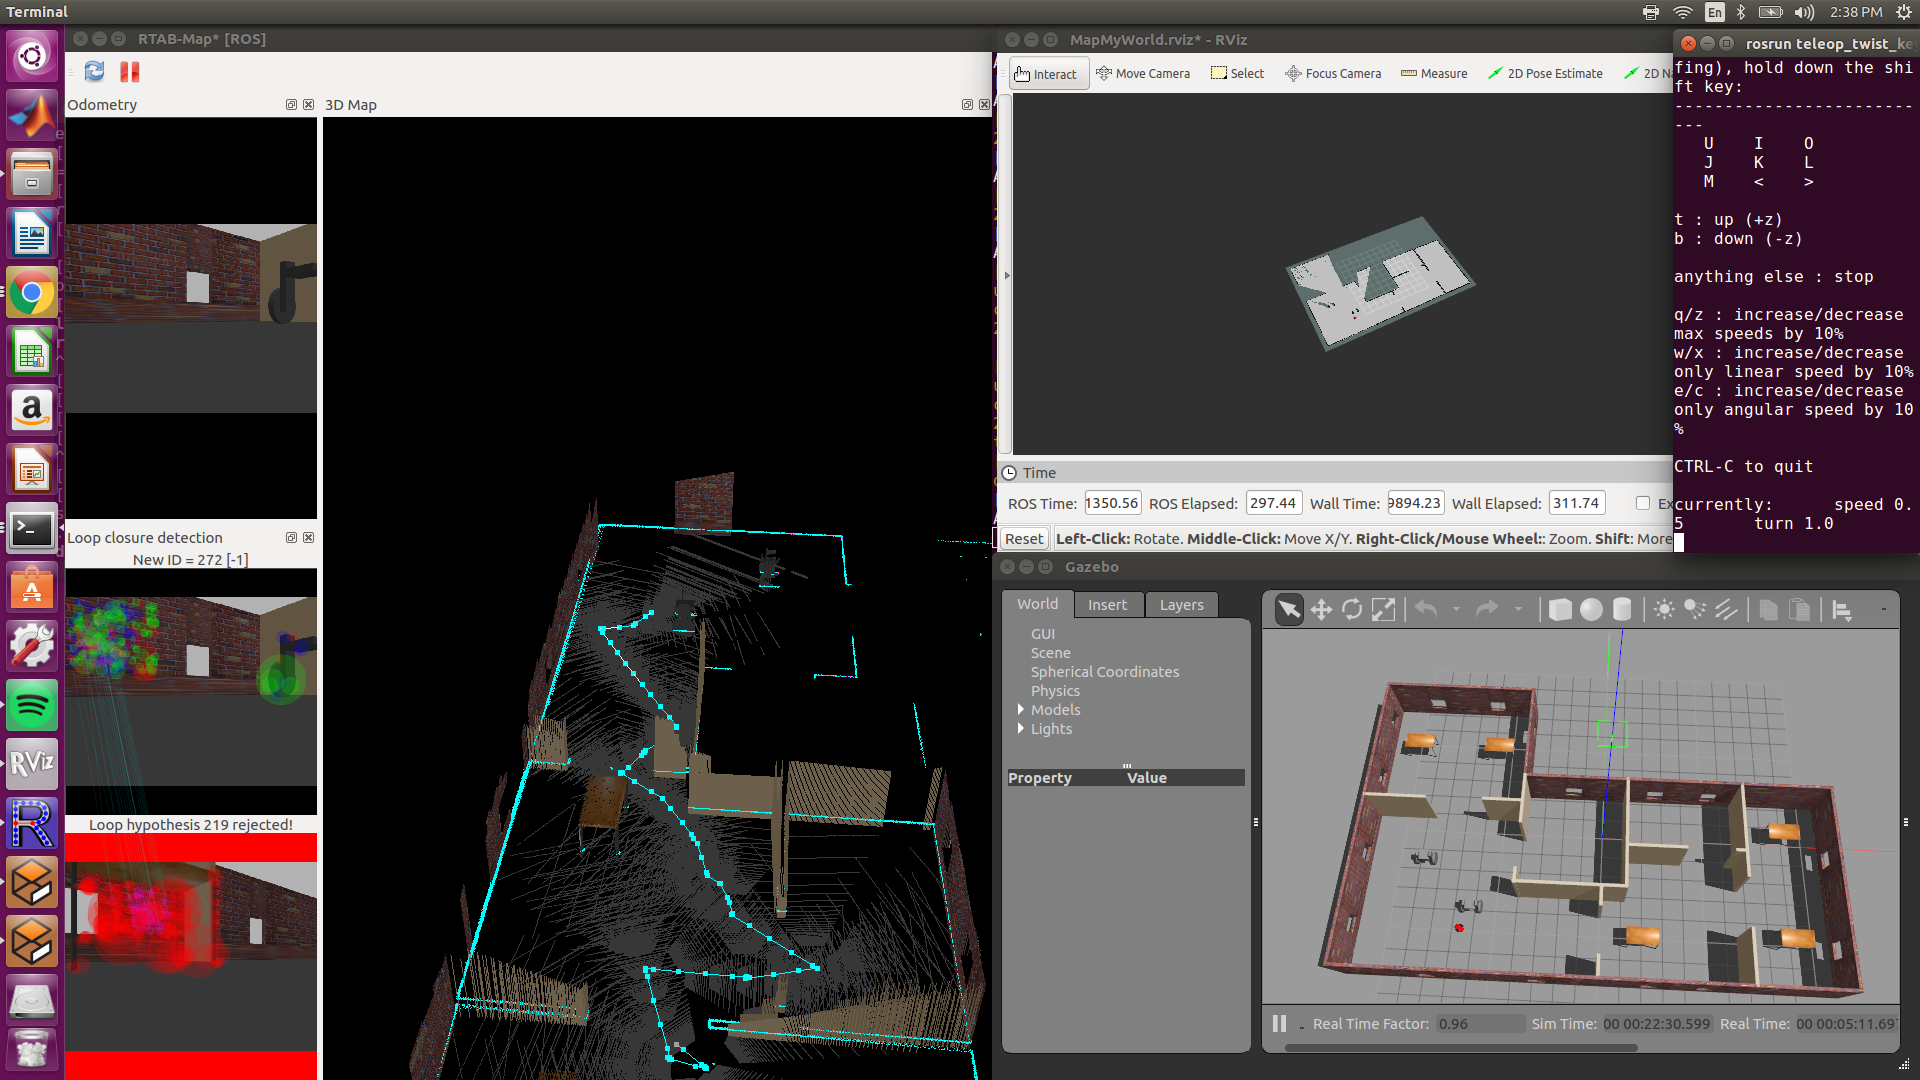 Terminal
En
2:38 PM
RTAB-Map* [ROS]
Odometry
3D Map
Loop closure detection
New ID = 272 [-1]
Loop hypothesis 219 rejected!
MapMyWorld.rviz* - RViz
Interact
Move Camera
Select
Focus Camera
Measure
2D Pose Estimate
2D N
Time
ROS Time:
1350.56
ROS Elapsed:
297.44
Wall Time:
9894.23
Wall Elapsed:
311.74
Ex
Reset
Left-Click: Rotate. Middle-Click: Move X/Y. Right-Click/Mouse Wheel:: Zoom. Shift: More
rosrun teleop_twist_ke
fing), hold down the shi
ft key:
------------------------
---
U I O
J K L
M < >
t : up (+z)
b : down (-z)
anything else : stop
q/z : increase/decrease
max speeds by 10%
w/x : increase/decrease
only linear speed by 10%
e/c : increase/decrease
only angular speed by 10
%
CTRL-C to quit
currently: speed 0.
5 turn 1.0
Gazebo
World
Insert
Layers
GUI
Scene
Spherical Coordinates
Physics
Models
Lights
Property Value
Real Time Factor: 0.96
Sim Time: 00 00:22:30.599
Real Time: 00 00:05:11.69
RViz